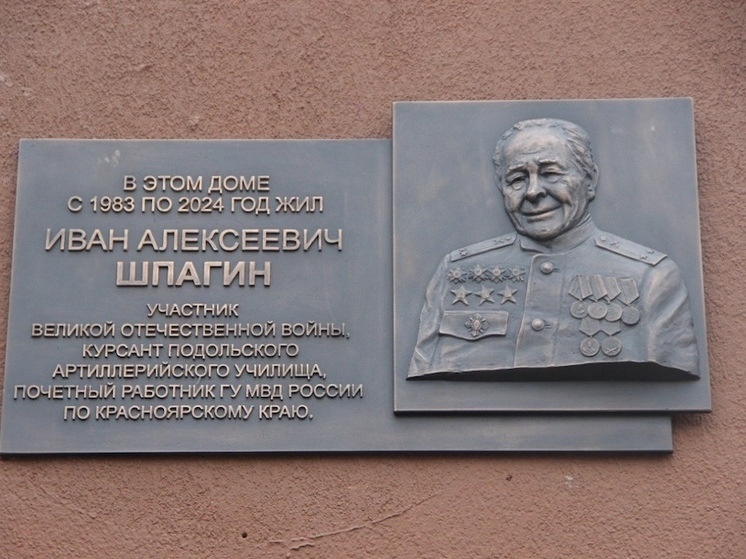 В ЭТОМ ДОМЕ
С 1983 ПО 2024 ГОД ЖИЛ
ИВАН АЛЕКСЕЕВИЧ
ШПАГИН
УЧАСТНИК
ВЕЛИКОЙ ОТЕЧЕСТВЕННОЙ ВОЙНЫ,
КУРСАНТ ПОДОЛЬСКОГО
АРТИЛЛЕРИЙСКОГО УЧИЛИЩА,
ПОЧЕТНЫЙ РАБОТНИК ГУ МВД РОССИИ
ПО КРАСНОЯРСКОМУ КРАЮ.